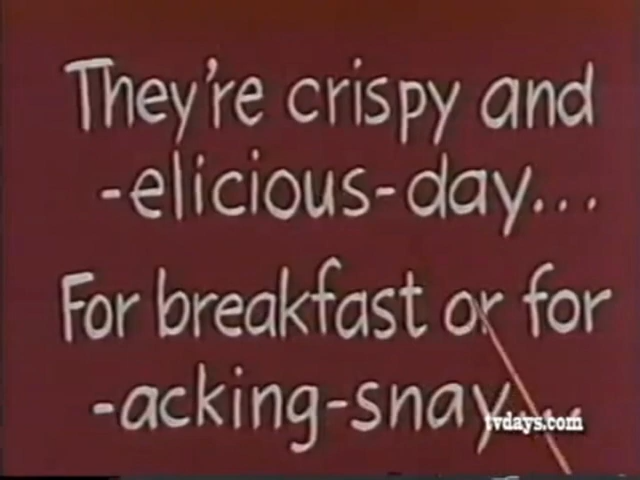 They're crispy and
-elicious-day...
For breakfast or for
-acking-snay...
tvdays.com